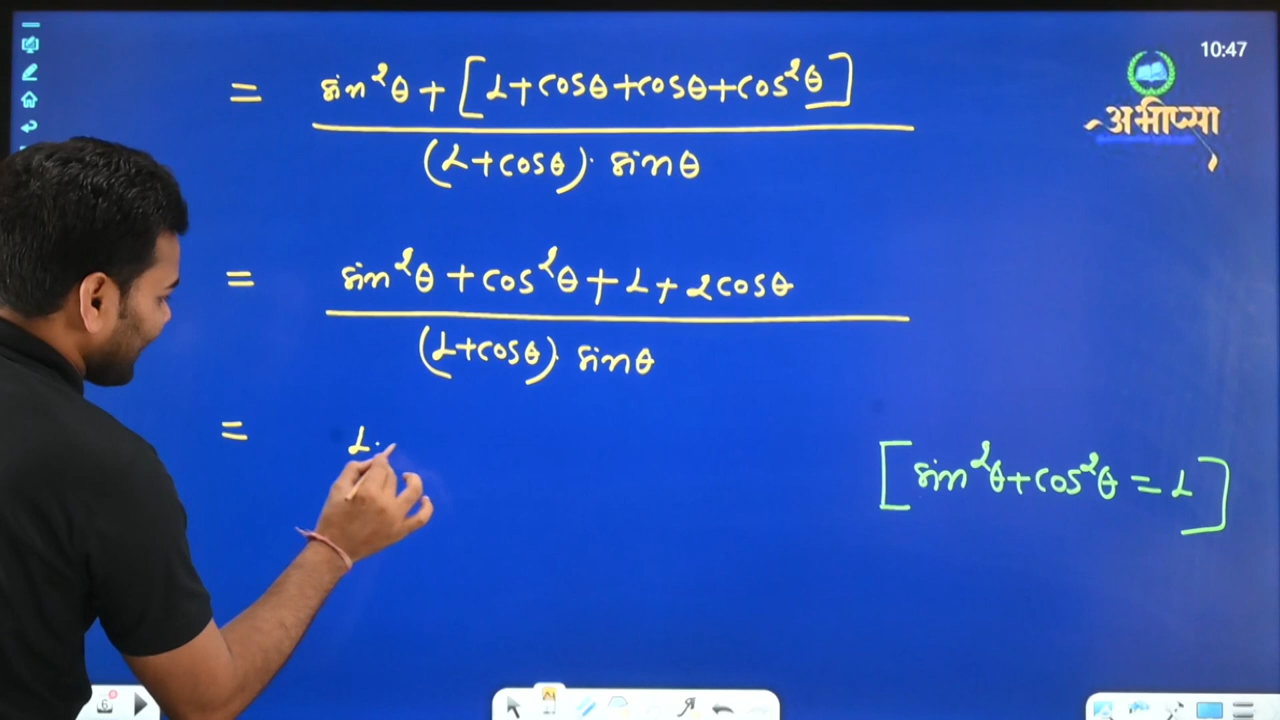 10:47
अभीप्सा
= sin²θ + [1+cosθ+cosθ+cos²θ]
(1+cosθ). sinθ
= sin²θ + cos²θ + 1 + 2cosθ
(1+cosθ). sinθ
= 1
[sin²θ+cos²θ = 1]
6